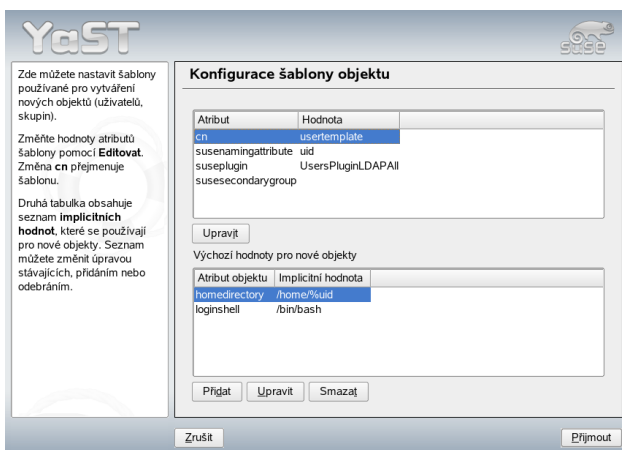 YaST
SUSE
Zde můžete nastavit šablony
používané pro vytváření
nových objektů (uživatelů,
skupin).
Změňte hodnoty atributů
šablony pomocí Editovat.
Změna cn přejmenuje
šablonu.
Druhá tabulka obsahuje
seznam implicitních
hodnot, které se používají
pro nové objekty. Seznam
můžete změnit úpravou
stávajících, přidáním nebo
odebráním.
Konfigurace šablony objektu
Atribut Hodnota
cn usertemplate
susenamingattribute uid
suseplugin UsersPluginLDAPAll
susesecondarygroup
Upravit
Výchozí hodnoty pro nové objekty
Atribut objektu Implicitní hodnota
homedirectory /home/%uid
loginshell /bin/bash
Přidat Upravit Smazat
Zrušit Přijmout